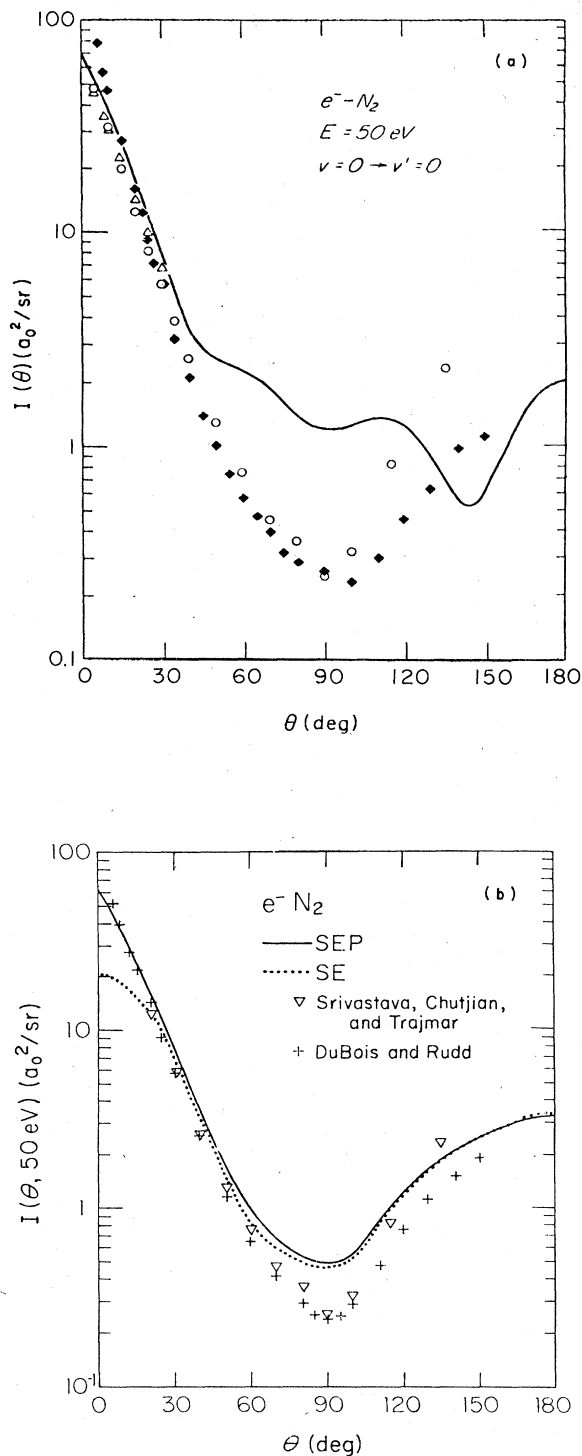 100
(a)
e⁻-N₂
E = 50 eV
v = 0 → v' = 0
10
I (θ) (a₀²/sr)
1
0.1
0 30 60 90 120 150 180
θ (deg)
100
(b)
e⁻ N₂
SEP
SE
Srivastava, Chutjian,
and Trajmar
DuBois and Rudd
10
I (θ, 50 eV) (a₀²/sr)
1
10⁻¹
0 30 60 90 120 150 180
θ (deg)